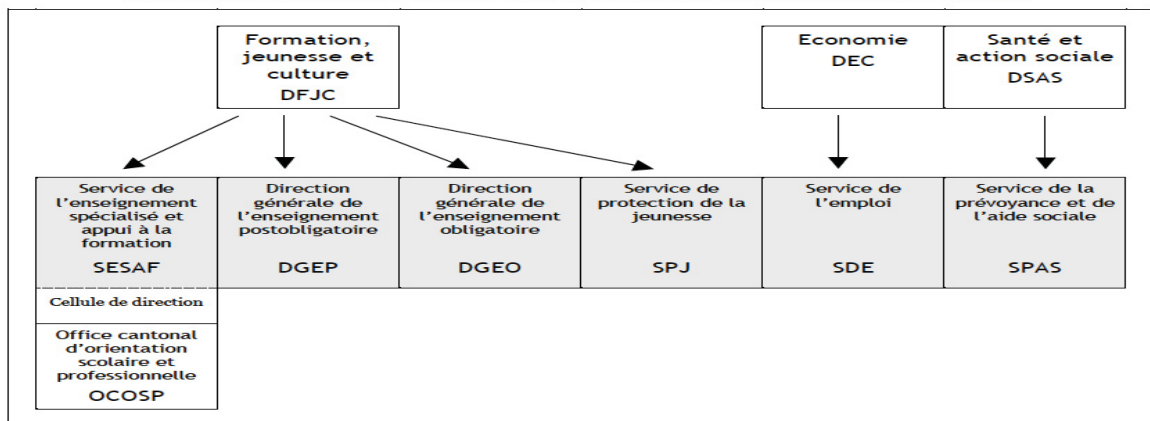 Formation,
jeunesse et
culture
DFJC
Economie
DEC
Santé et
action sociale
DSAS
Service de
l'enseignement
spécialisé et
appui à la
formation
SESAF
Direction
générale de
l'enseignement
postobligatoire
DGEP
Direction
générale de
l'enseignement
obligatoire
DGEO
Service de
protection de la
jeunesse
SPJ
Service de
l'emploi
SDE
Service de la
prévoyance et de
l'aide sociale
SPAS
Cellule de direction
Office cantonal
d'orientation
scolaire et
professionnelle
OCOSP